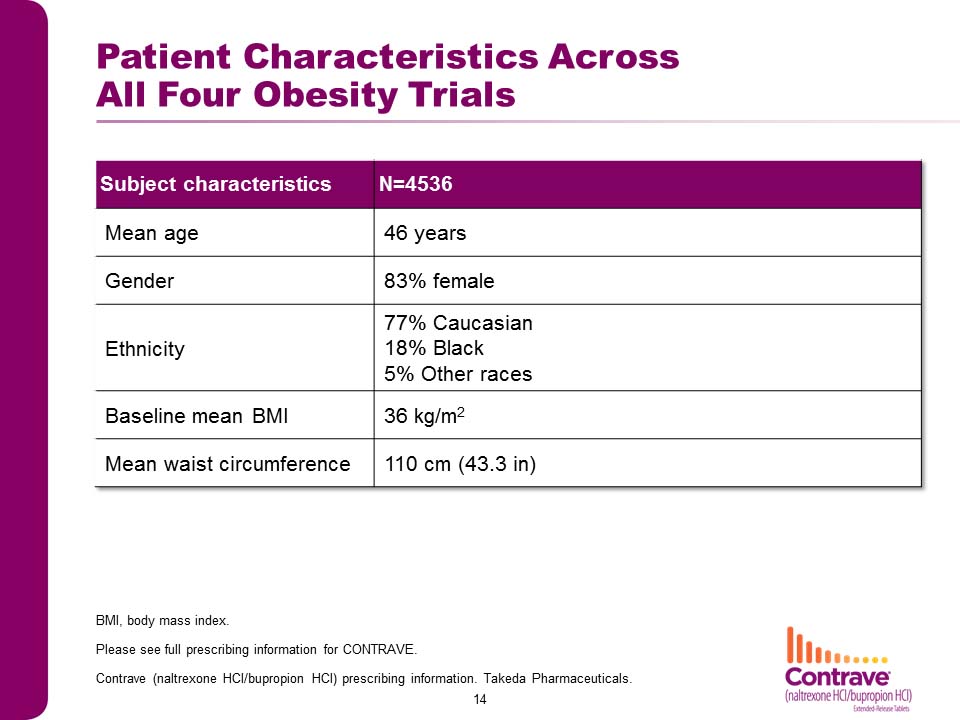 Patient Characteristics Across
All Four Obesity Trials
Subject characteristics N=4536
Mean age 46 years
Gender 83% female
Ethnicity
77% Caucasian
18% Black
5% Other races
Baseline mean BMI 36 kg/m²
Mean waist circumference 110 cm (43.3 in)
BMI, body mass index.
Please see full prescribing information for CONTRAVE.
Contrave (naltrexone HCl/bupropion HCl) prescribing information. Takeda Pharmaceuticals.
14
Contrave®
(naltrexone HCl/bupropion HCl)
Extended-Release Tablets